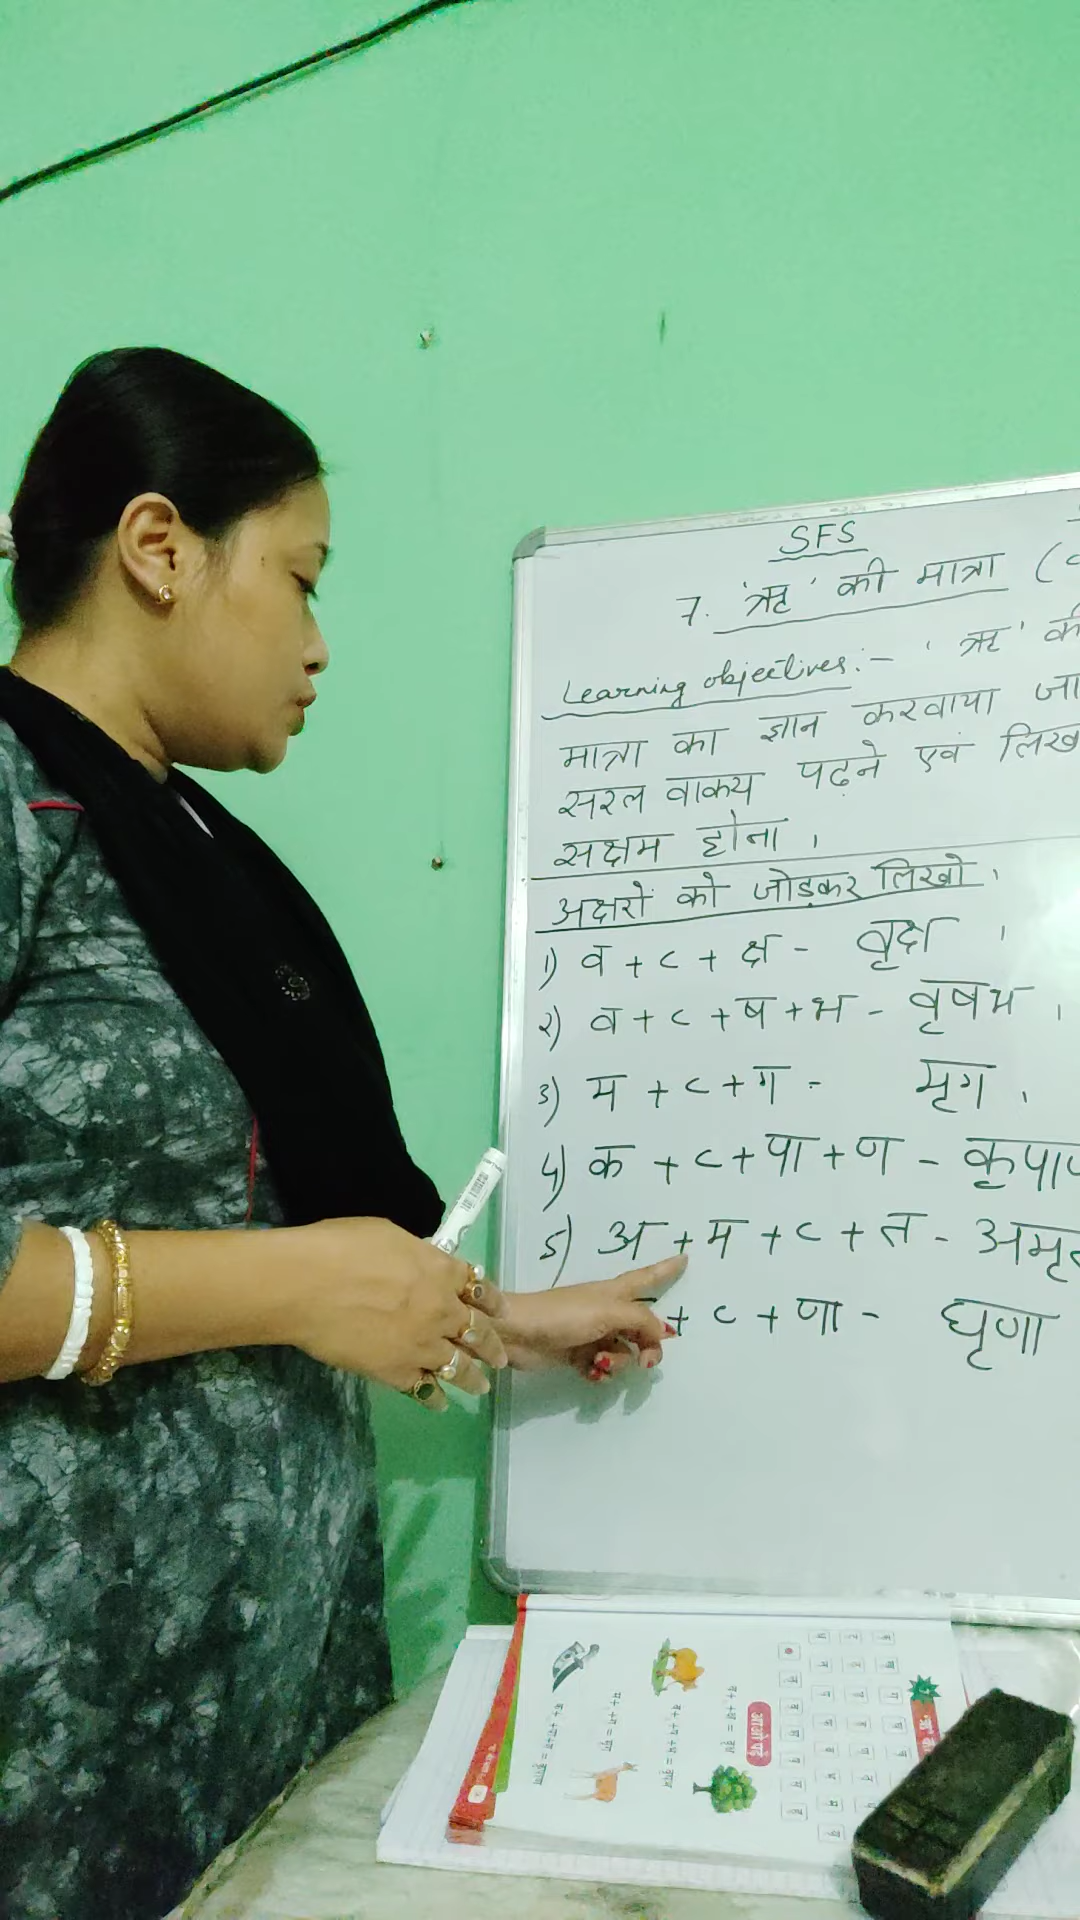 SFS
7. 'ऋ' की मात्रा (
Learning objectives:- 'ऋ' की
मात्रा का ज्ञान करवाया जा
सरल वाक्य पढ़ने एवं लिख
सक्षम होना ।
अक्षरों को जोड़कर लिखो ।
1) व + ृ + क्ष - वृक्ष ।
२) व + ृ + ष + भ - वृषभ ।
3) म + ृ + ग - मृग ।
4) क + ृ + पा + ण - कृपाण
5) अ + म + ृ + त - अमृत
+ ृ + णा - घृणा